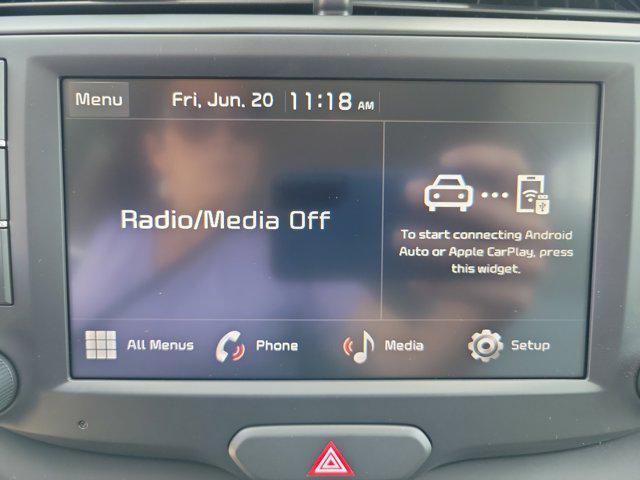 Menu Fri, Jun. 20 11:18 AM
Radio/Media Off
To start connecting Android
Auto or Apple CarPlay, press
this widget.
All Menus Phone Media Setup